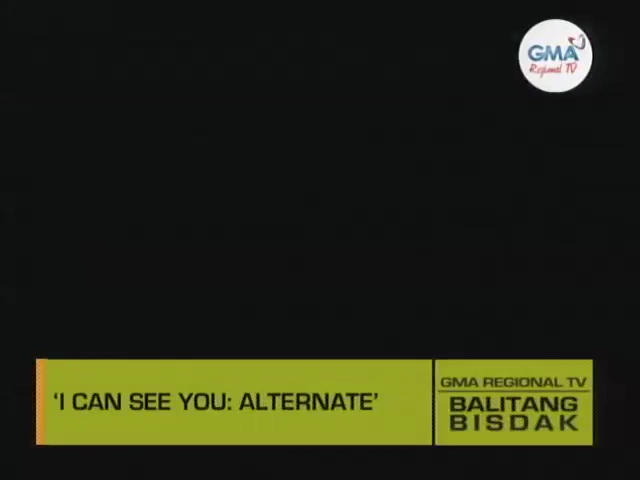 GMA
Regional TV
'I CAN SEE YOU: ALTERNATE'
GMA REGIONAL TV
BALITANG
BISDAK